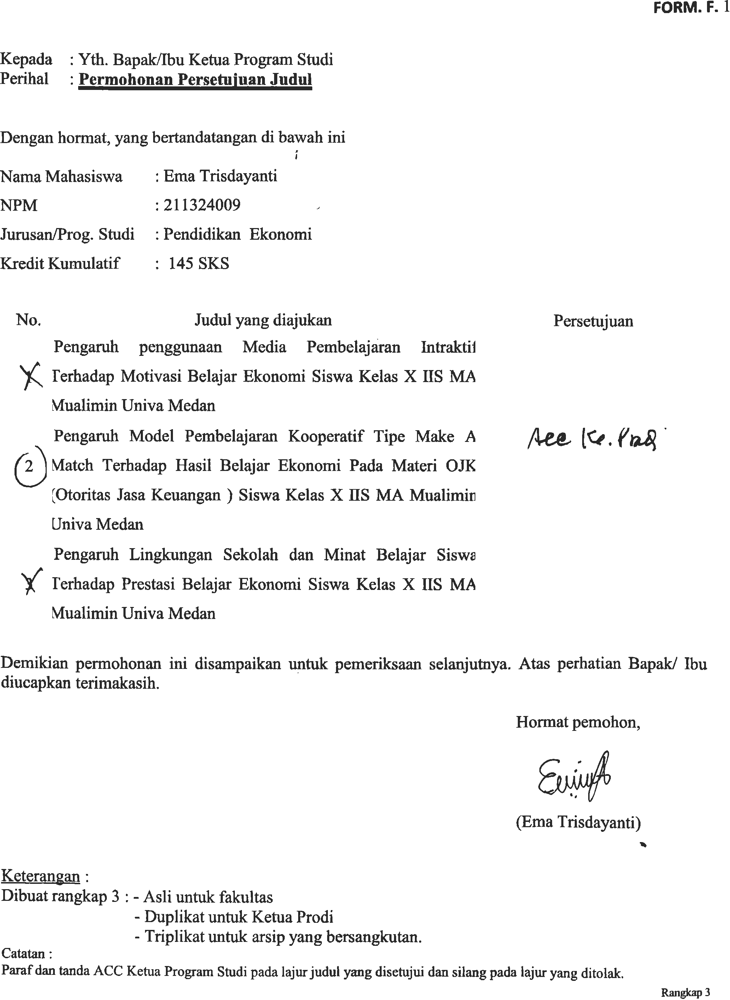 FORM. F. 1
Kepada : Yth. Bapak/Ibu Ketua Program Studi
Perihal : Permohonan Persetujuan Judul
Dengan hormat, yang bertandatangan di bawah ini
Nama Mahasiswa : Ema Trisdayanti
NPM : 211324009
Jurusan/Prog. Studi : Pendidikan Ekonomi
Kredit Kumulatif : 145 SKS
No. Judul yang diajukan Persetujuan
Pengaruh penggunaan Media Pembelajaran Intraktif
Terhadap Motivasi Belajar Ekonomi Siswa Kelas X IIS MA
Mualimin Univa Medan
Pengaruh Model Pembelajaran Kooperatif Tipe Make A Acc Ke.
2 Match Terhadap Hasil Belajar Ekonomi Pada Materi OJK
(Otoritas Jasa Keuangan ) Siswa Kelas X IIS MA Mualimin
Univa Medan
Pengaruh Lingkungan Sekolah dan Minat Belajar Siswa
Terhadap Prestasi Belajar Ekonomi Siswa Kelas X IIS MA
Mualimin Univa Medan
Demikian permohonan ini disampaikan untuk pemeriksaan selanjutnya. Atas perhatian Bapak/ Ibu
diucapkan terimakasih.
Hormat pemohon,
(Ema Trisdayanti)
Keterangan :
Dibuat rangkap 3 : - Asli untuk fakultas
- Duplikat untuk Ketua Prodi
- Triplikat untuk arsip yang bersangkutan.
Catatan :
Paraf dan tanda ACC Ketua Program Studi pada lajur judul yang disetujui dan silang pada lajur yang ditolak.
Rangkap 3